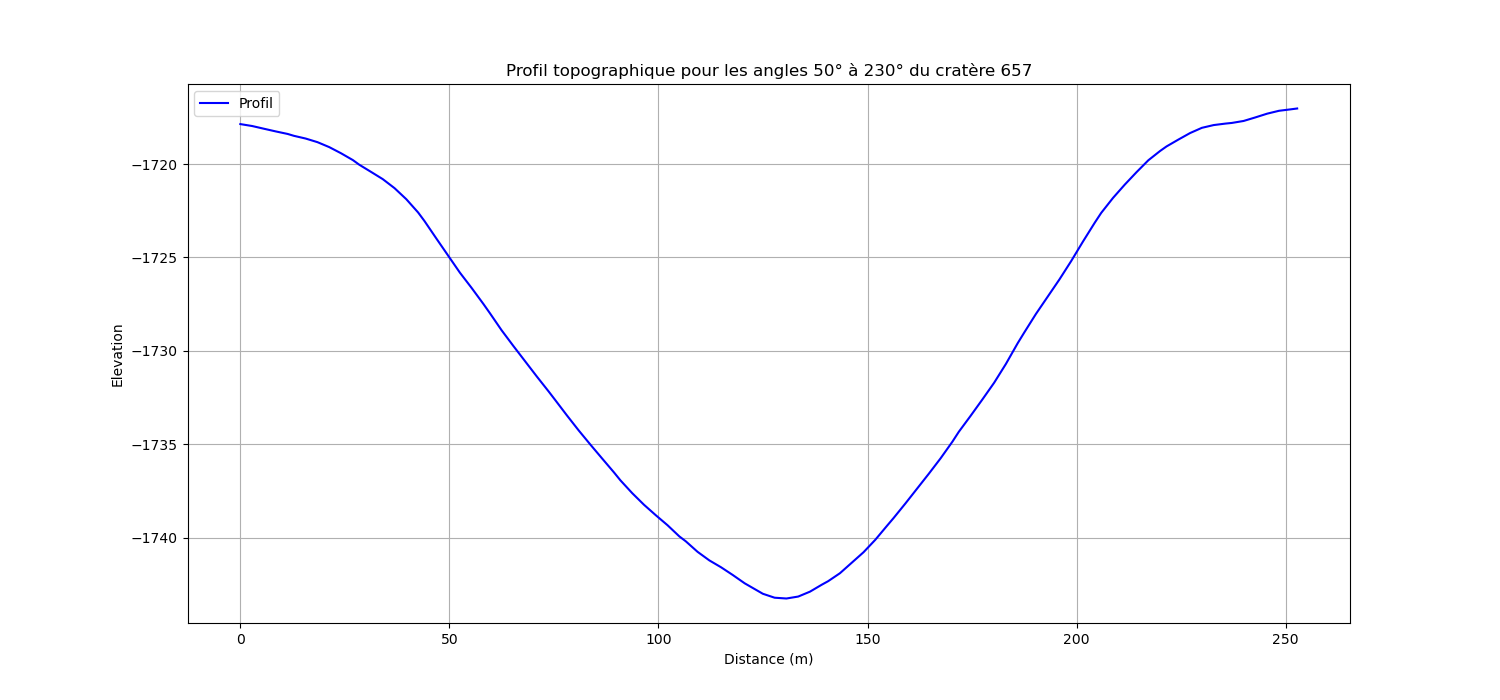 Profil topographique pour les angles 50° à 230° du cratère 657
Profil
−1720
−1725
−1730
−1735
−1740
Elevation
0 50 100 150 200 250
Distance (m)